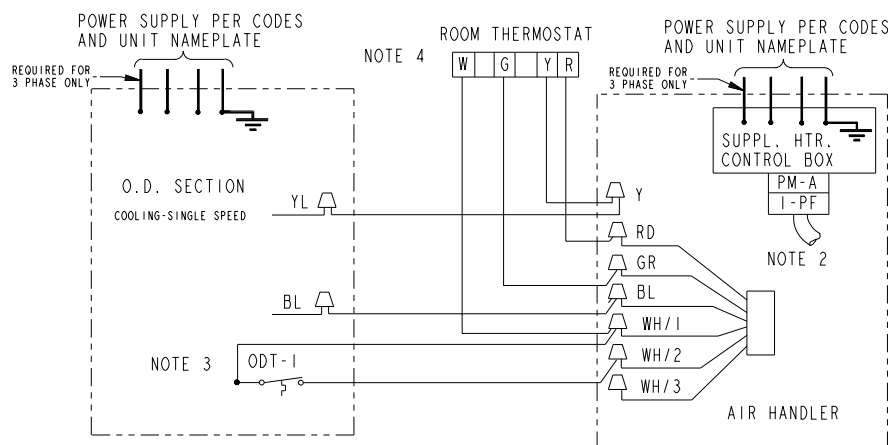 POWER SUPPLY PER CODES
AND UNIT NAMEPLATE
REQUIRED FOR
3 PHASE ONLY
NOTE 4
ROOM THERMOSTAT
W G Y R
POWER SUPPLY PER CODES
AND UNIT NAMEPLATE
REQUIRED FOR
3 PHASE ONLY
SUPPL. HTR.
CONTROL BOX
PM-A
1-PF
NOTE 2
O.D. SECTION
COOLING-SINGLE SPEED
YL
Y
RD
GR
BL
BL
WH/1
WH/2
WH/3
NOTE 3
ODT-1
AIR HANDLER